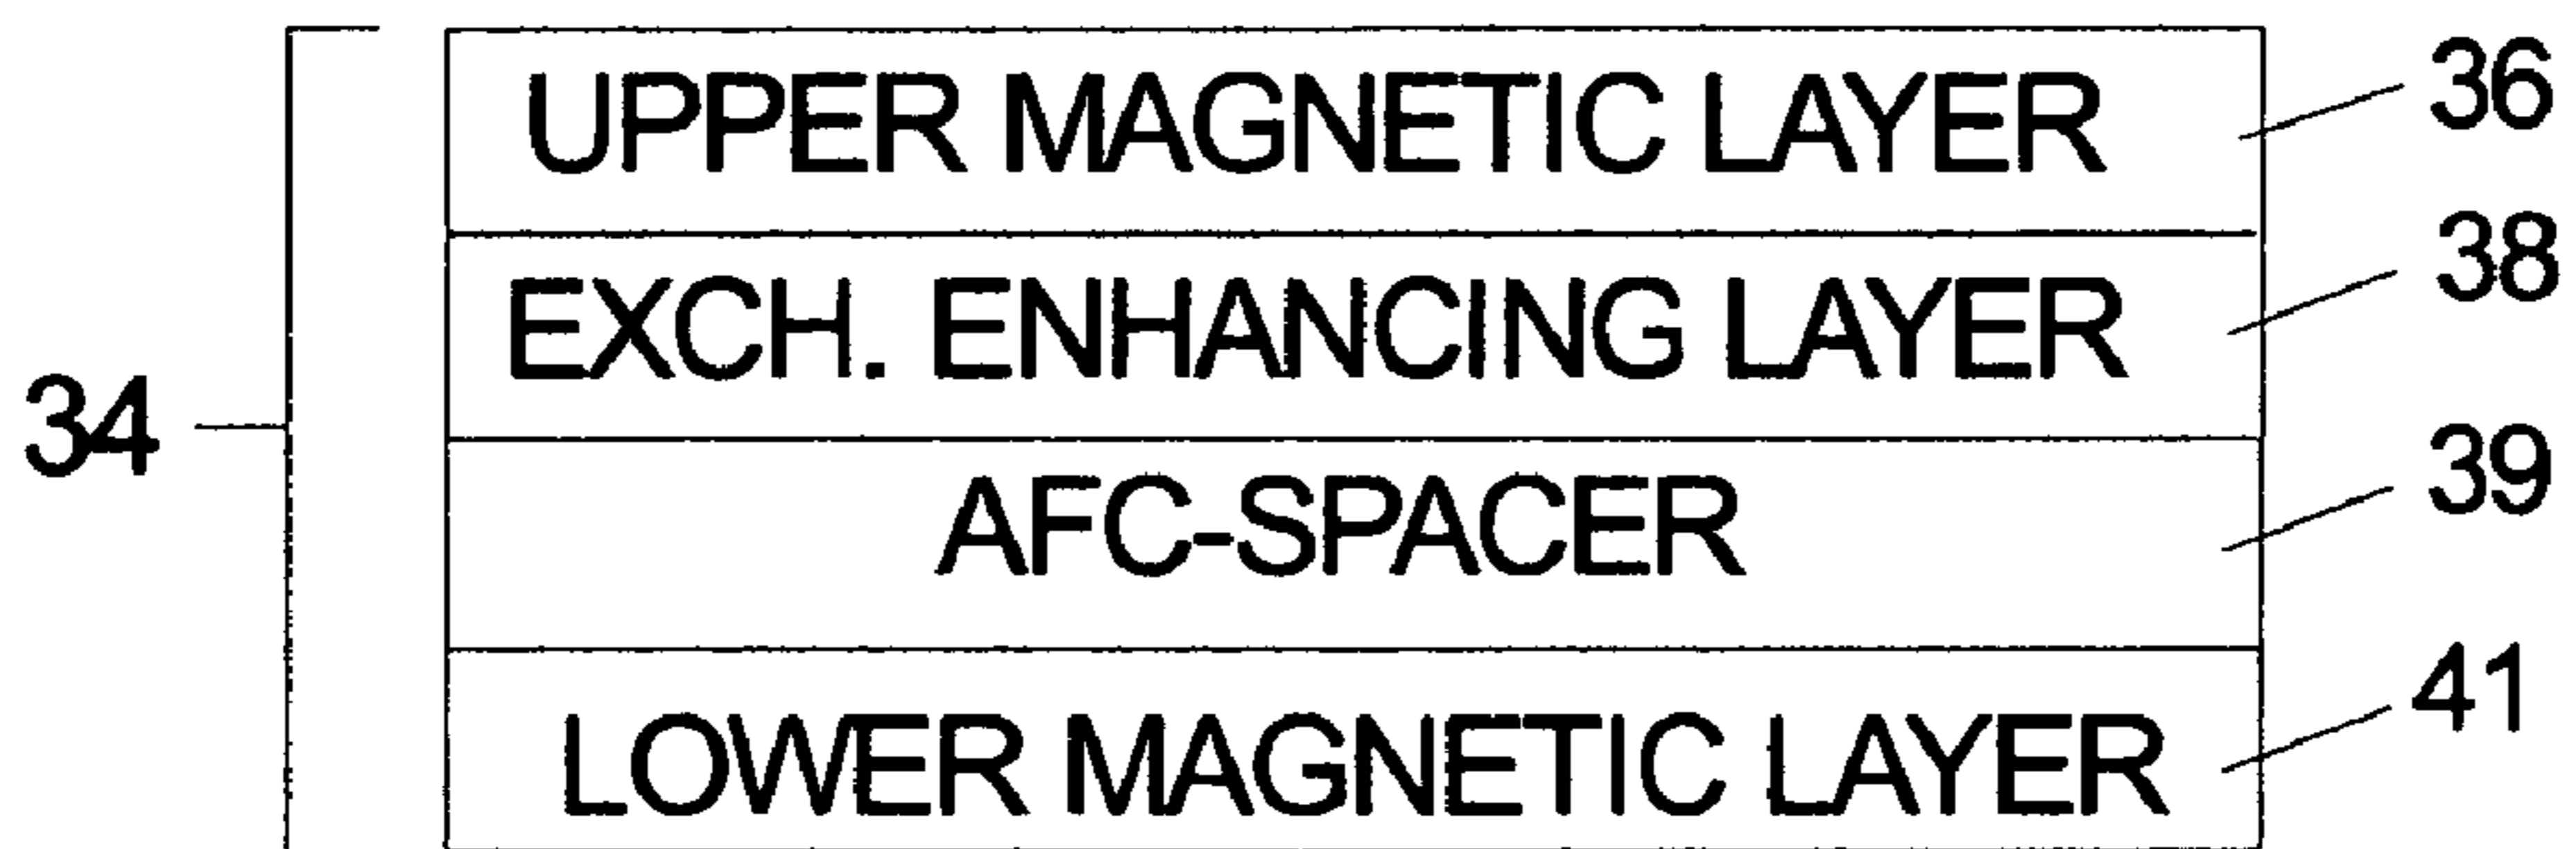 UPPER MAGNETIC LAYER 36
EXCH. ENHANCING LAYER 38
34
AFC-SPACER 39
LOWER MAGNETIC LAYER 41